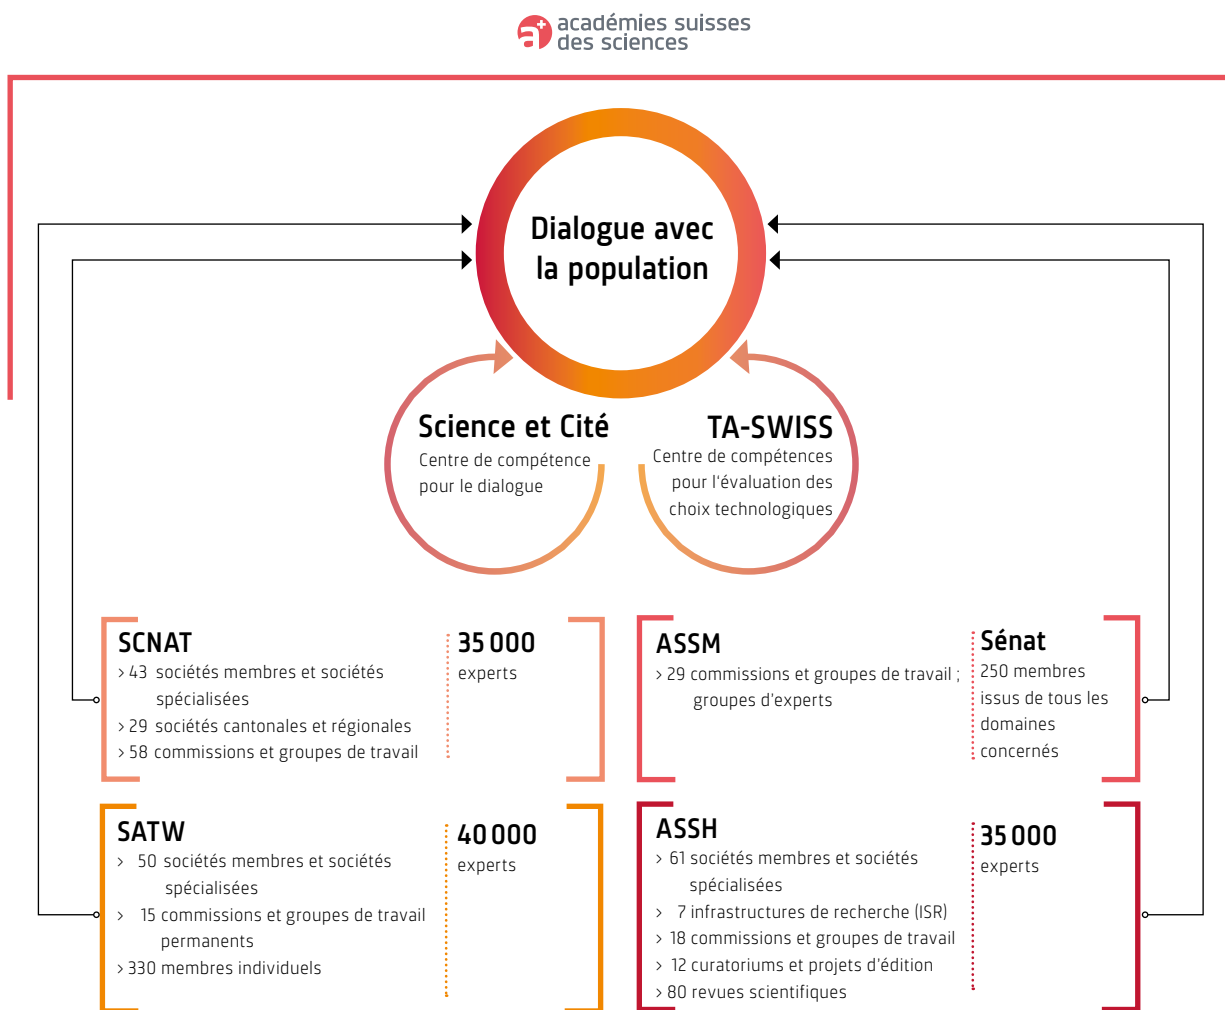 académies suisses
des sciences
Dialogue avec
la population
Science et Cité
Centre de compétence
pour le dialogue
TA-SWISS
Centre de compétences
pour l'évaluation des
choix technologiques
SCNAT
> 43 sociétés membres et sociétés
spécialisées
> 29 sociétés cantonales et régionales
> 58 commissions et groupes de travail
35 000
experts
ASSM
> 29 commissions et groupes de travail ;
groupes d'experts
Sénat
250 membres
issus de tous les
domaines
concernés
SATW
> 50 sociétés membres et sociétés
spécialisées
> 15 commissions et groupes de travail
permanents
> 330 membres individuels
40 000
experts
ASSH
> 61 sociétés membres et sociétés
spécialisées
> 7 infrastructures de recherche (ISR)
> 18 commissions et groupes de travail
> 12 curatoriums et projets d'édition
> 80 revues scientifiques
35 000
experts